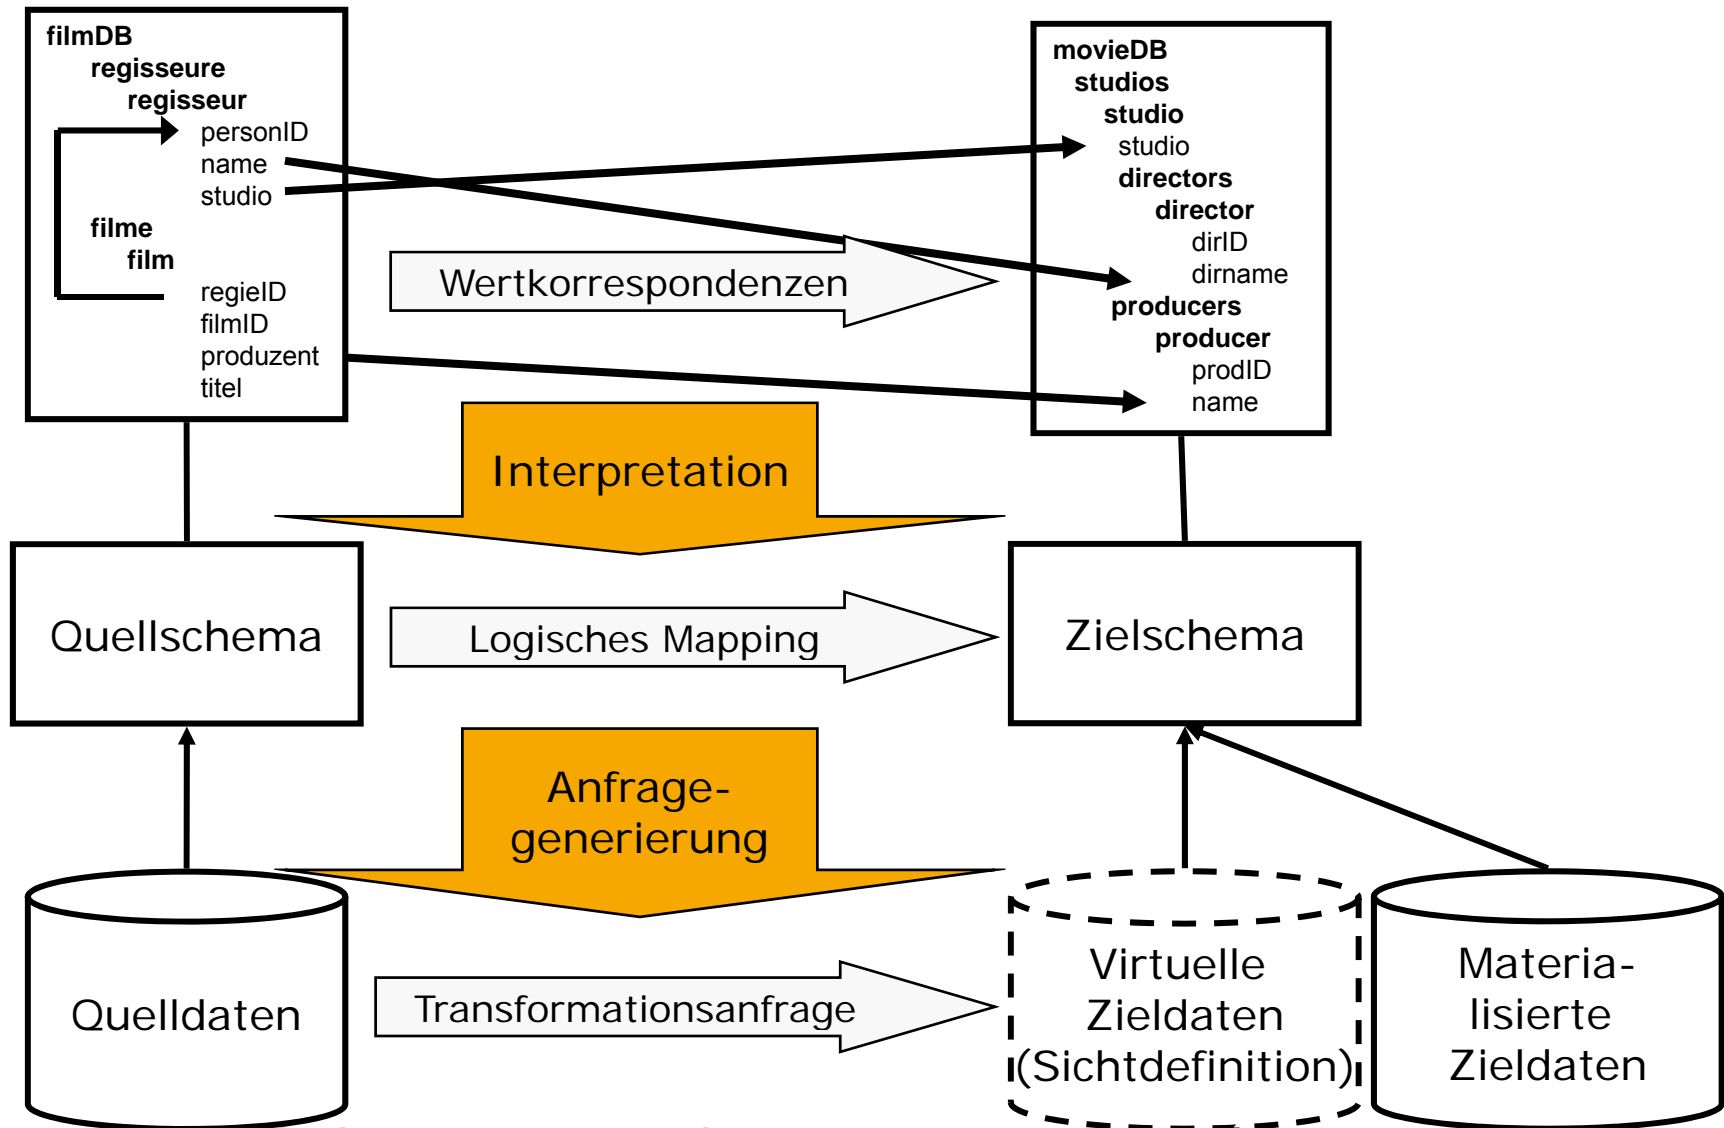 filmDB
regisseure
regisseur
personID
name
studio
filme
film
regieID
filmID
produzent
titel
movieDB
studios
studio
studio
directors
director
dirID
dirname
producers
producer
prodID
name
Wertkorrespondenzen
Interpretation
Quellschema
Logisches Mapping
Zielschema
Anfrage-
generierung
Quelldaten
Transformationsanfrage
Virtuelle
Zieldaten
(Sichtdefinition)
Materia-
lisierte
Zieldaten